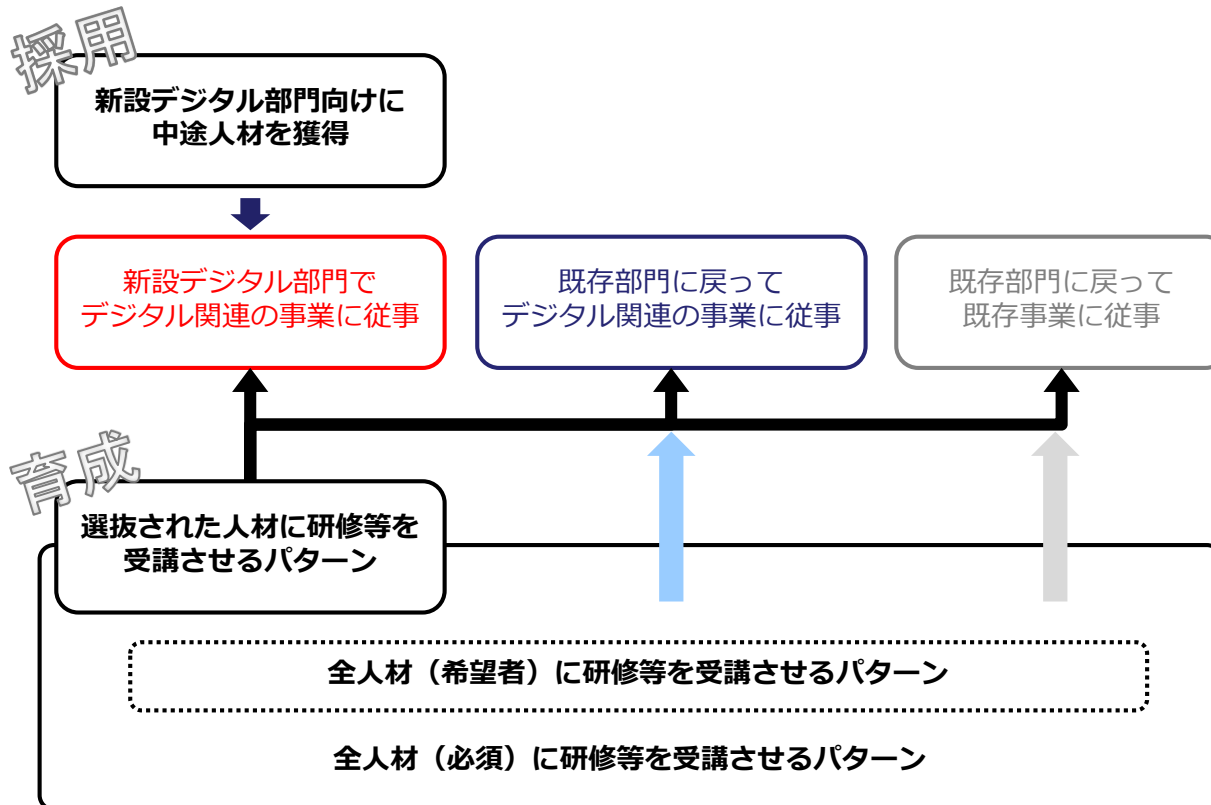 採用
新設デジタル部門向けに
中途人材を獲得
新設デジタル部門で
デジタル関連の事業に従事
既存部門に戻って
デジタル関連の事業に従事
既存部門に戻って
既存事業に従事
育成
選抜された人材に研修等を
受講させるパターン
全人材（希望者）に研修等を受講させるパターン
全人材（必須）に研修等を受講させるパターン